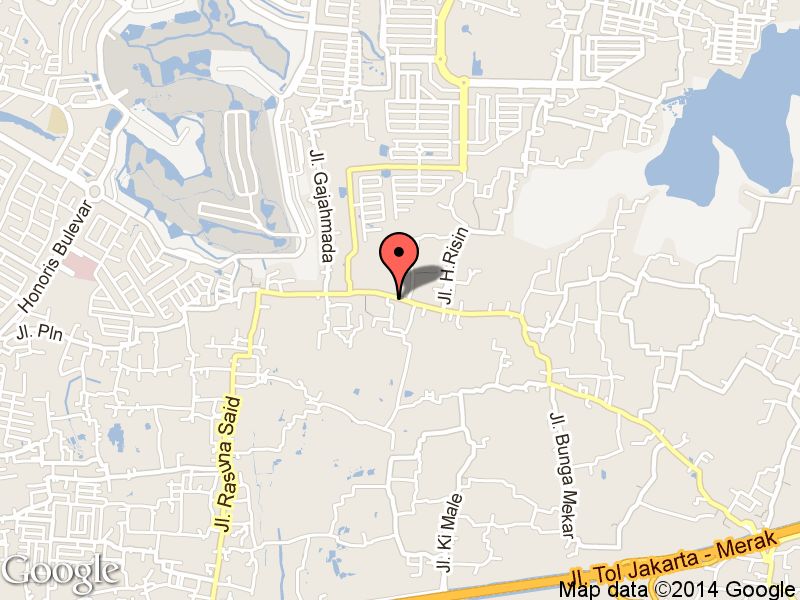 Jl. Gajahmada
Jl. H.Risin
Honoris Bulevar
Jl. Pln
Jl. Rasuna Said
Jl. Bunga Mekar
Jl. Ki Male
Jl. Tol Jakarta - Merak
Google
Map data ©2014 Google